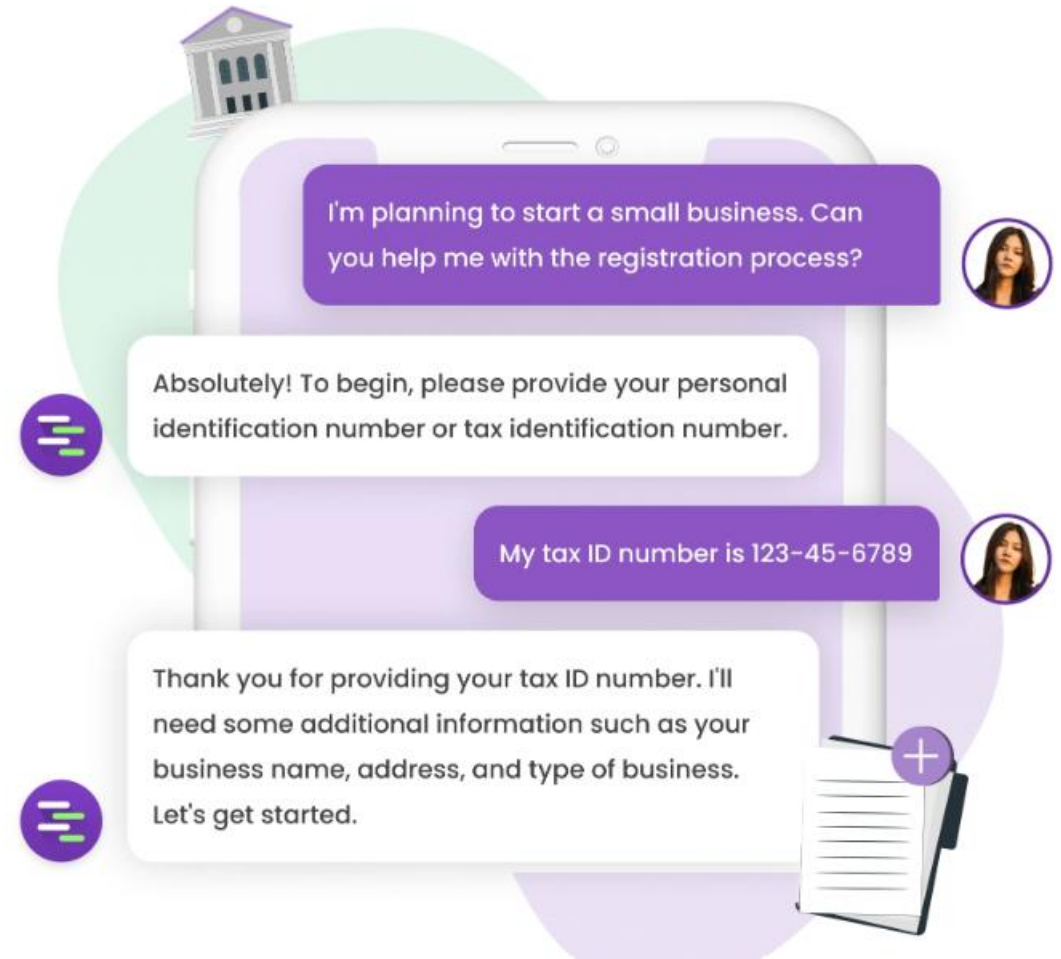 I'm planning to start a small business. Can
you help me with the registration process?
Absolutely! To begin, please provide your personal
identification number or tax identification number.
My tax ID number is 123-45-6789
Thank you for providing your tax ID number. I'll
need some additional information such as your
business name, address, and type of business.
Let's get started.